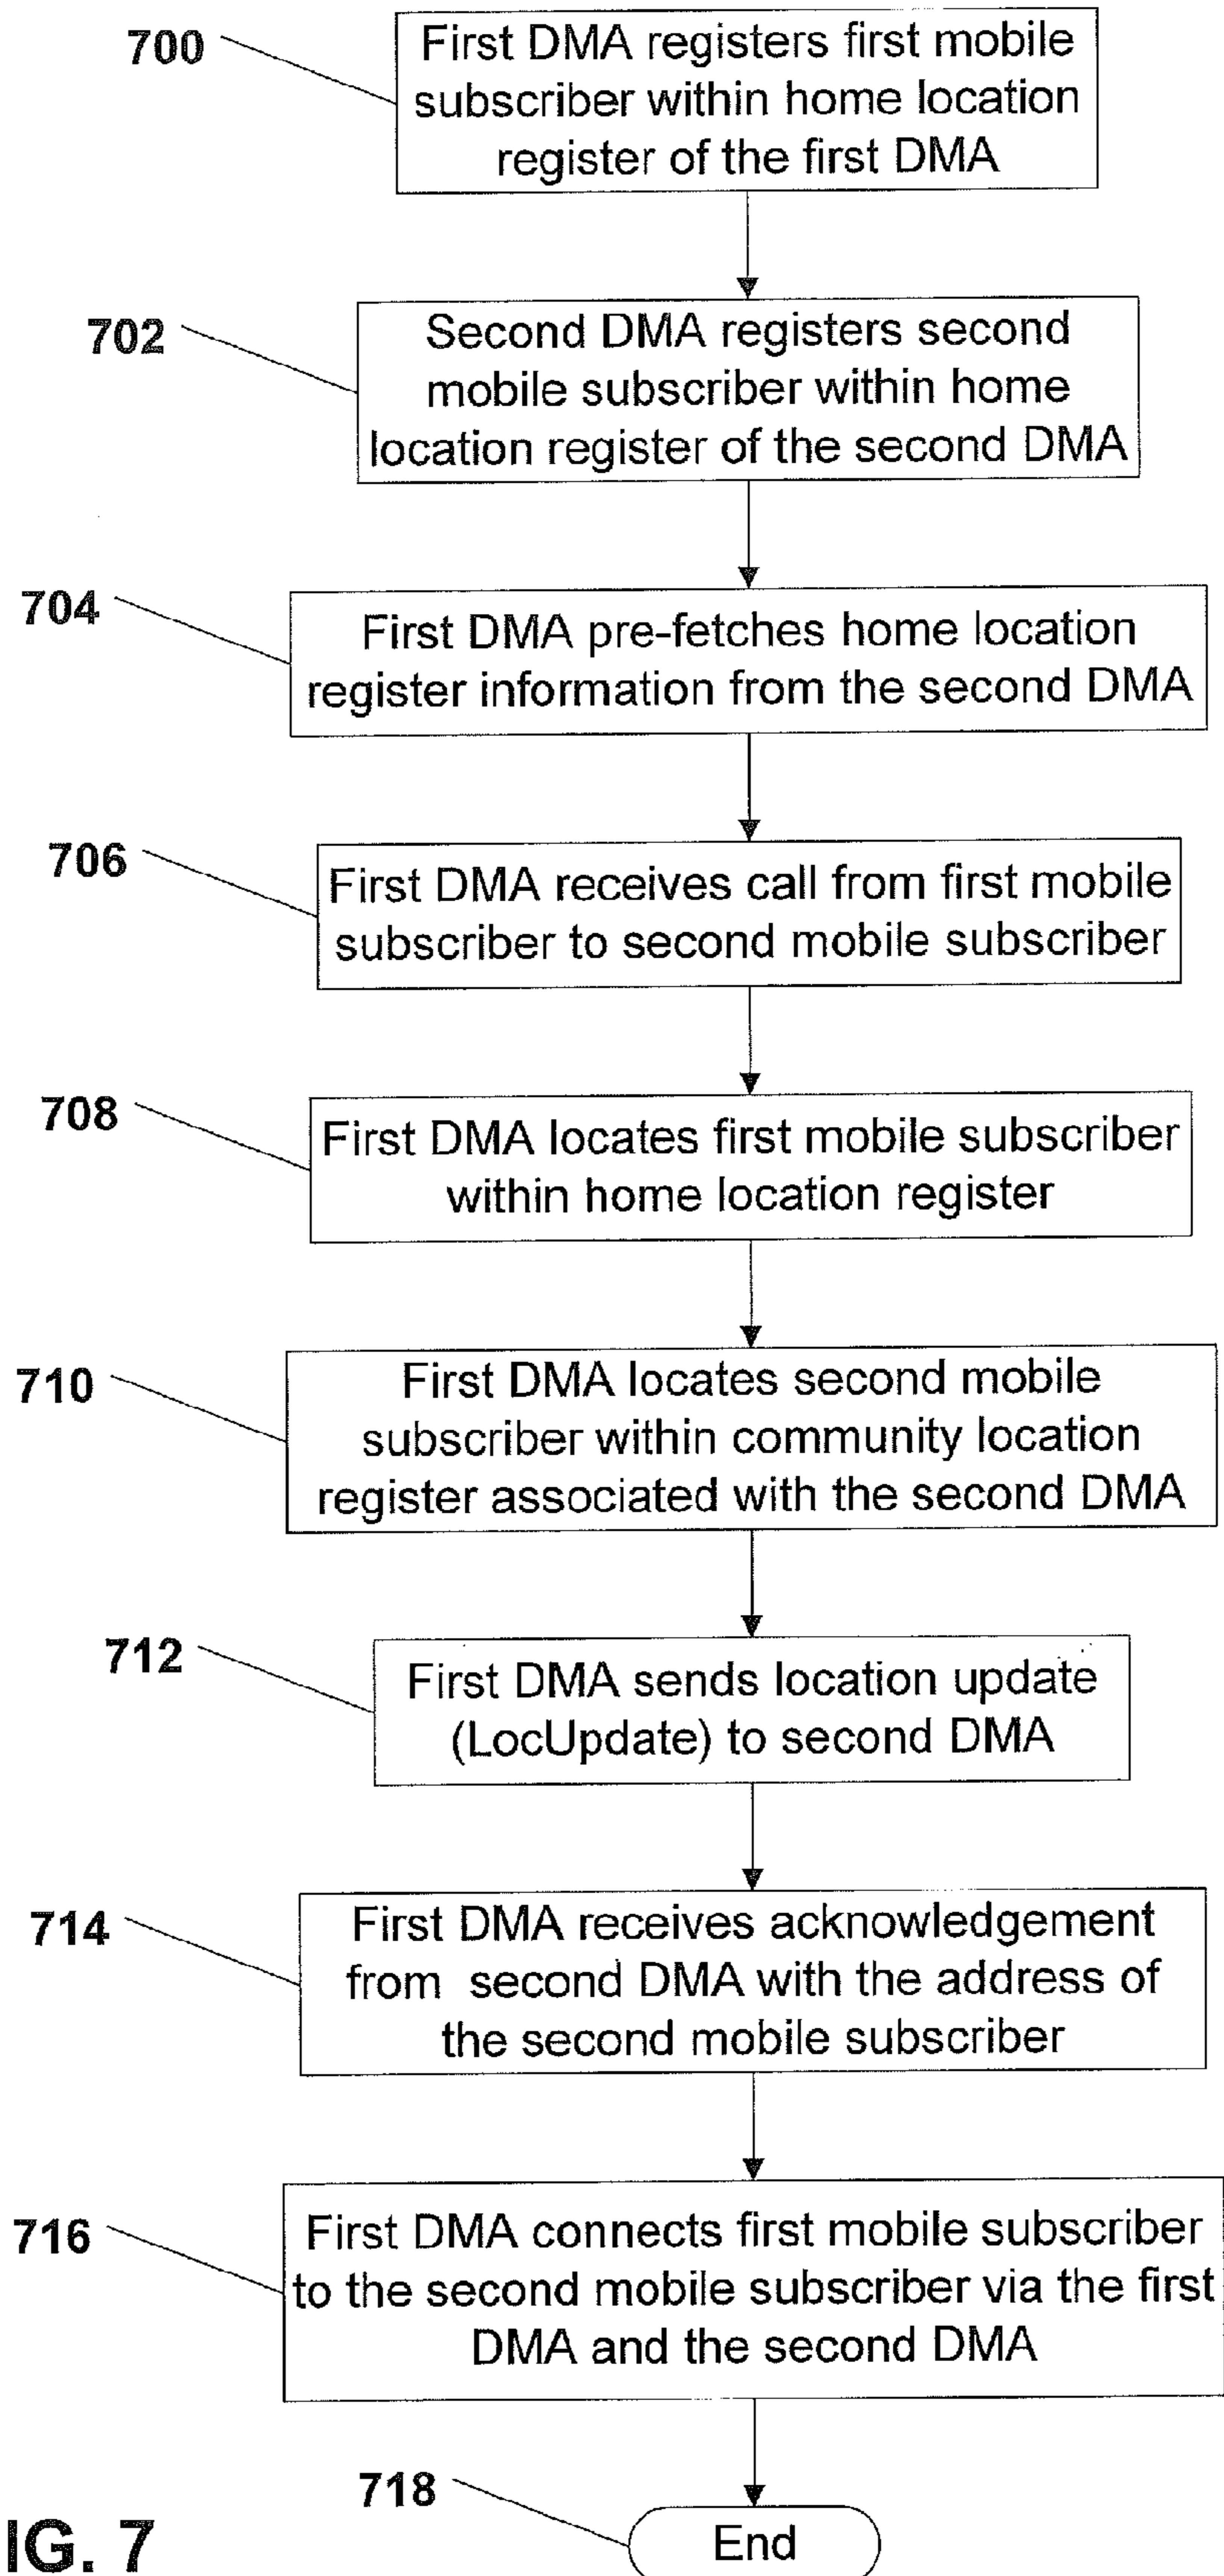 700
First DMA registers first mobile
subscriber within home location
register of the first DMA
702
Second DMA registers second
mobile subscriber within home
location register of the second DMA
704
First DMA pre-fetches home location
register information from the second DMA
706
First DMA receives call from first mobile
subscriber to second mobile subscriber
708
First DMA locates first mobile subscriber
within home location register
710
First DMA locates second mobile
subscriber within community location
register associated with the second DMA
712
First DMA sends location update
(LocUpdate) to second DMA
714
First DMA receives acknowledgement
from second DMA with the address of
the second mobile subscriber
716
First DMA connects first mobile subscriber
to the second mobile subscriber via the first
DMA and the second DMA
718
End
IG. 7